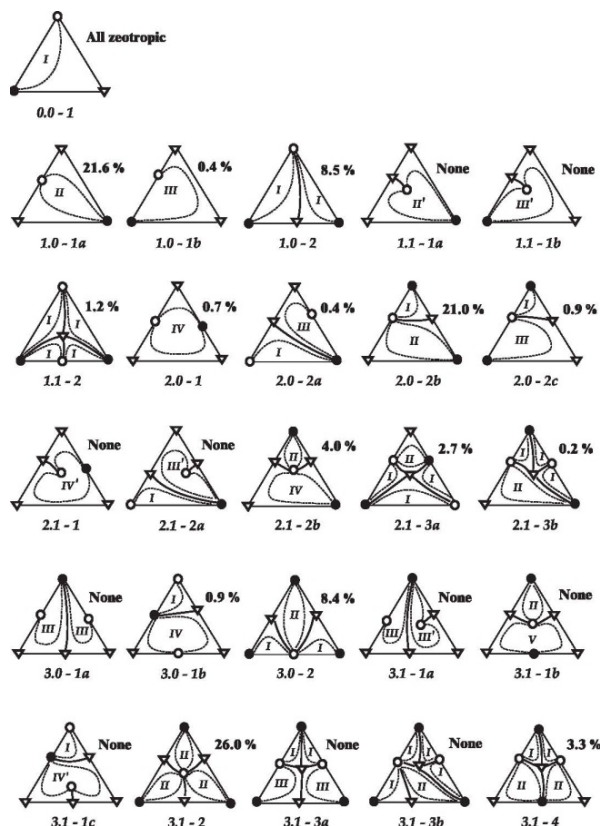 All zeotropic
I
0.0 - 1
21.6 %
0.4 %
8.5 %
None
None
II
III
I
I
II'
III'
1.0 - 1a
1.0 - 1b
1.0 - 2
1.1 - 1a
1.1 - 1b
1.2 %
0.7 %
0.4 %
21.0 %
0.9 %
I
I
I
I
IV
III
I
I
II
III
1.1 - 2
2.0 - 1
2.0 - 2a
2.0 - 2b
2.0 - 2c
None
None
4.0 %
2.7 %
0.2 %
IV'
III'
I
II
IV
II
I
I
I
I
I
II
2.1 - 1
2.1 - 2a
2.1 - 2b
2.1 - 3a
2.1 - 3b
None
0.9 %
8.4 %
None
None
III
III
I
IV
II
I
I
III
III'
II
V
3.0 - 1a
3.0 - 1b
3.0 - 2
3.1 - 1a
3.1 - 1b
None
26.0 %
None
None
3.3 %
I
IV'
II
II
II
I
I
III
III
I
I
I
I
II
I
I
II
II
3.1 - 1c
3.1 - 2
3.1 - 3a
3.1 - 3b
3.1 - 4